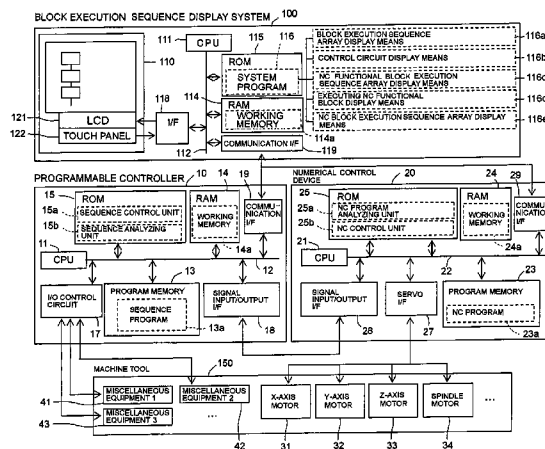 BLOCK EXECUTION SEQUENCE DISPLAY SYSTEM
100
110
111
CPU
115
116
ROM
SYSTEM
PROGRAM
BLOCK EXECUTION SEQUENCE
ARRAY DISPLAY MEANS
116a
CONTROL CIRCUIT DISPLAY MEANS
116b
NC FUNCTIONAL BLOCK EXECUTION
SEQUENCE ARRAY DISPLAY MEANS
116c
EXECUTING NC FUNCTIONAL
BLOCK DISPLAY MEANS
116d
NC BLOCK EXECUTION SEQUENCE ARRAY DISPLAY
MEANS
116e
114
RAM
WORKING
MEMORY
114a
118
I/F
121
LCD
122
TOUCH PANEL
112
COMMUNICATION I/F
119
PROGRAMMABLE CONTROLLER
10
14
19
15
ROM
15a
SEQUENCE CONTROL UNIT
15b
SEQUENCE ANALYZING
UNIT
RAM
WORKING
MEMORY
14a
COMMU-
NICATION
I/F
11
CPU
12
I/O CONTROL
CIRCUIT
17
13
PROGRAM MEMORY
SEQUENCE
PROGRAM
13a
SIGNAL
INPUT/OUTPUT
I/F
18
NUMERICAL CONTROL
DEVICE
20
24
29
25
ROM
25a
NC PROGRAM
ANALYZING UNIT
25b
NC CONTROL UNIT
RAM
WORKING
MEMORY
24a
COMMU-
NICATION
I/F
21
CPU
22
SIGNAL
INPUT/OUTPUT
I/F
28
SERVO
I/F
27
23
PROGRAM MEMORY
NC PROGRAM
23a
MACHINE TOOL
150
MISCELLANEOUS
EQUIPMENT 1
41
MISCELLANEOUS
EQUIPMENT 2
42
MISCELLANEOUS
EQUIPMENT 3
43
...
X-AXIS
MOTOR
31
Y-AXIS
MOTOR
32
Z-AXIS
MOTOR
33
SPINDLE
MOTOR
34
...